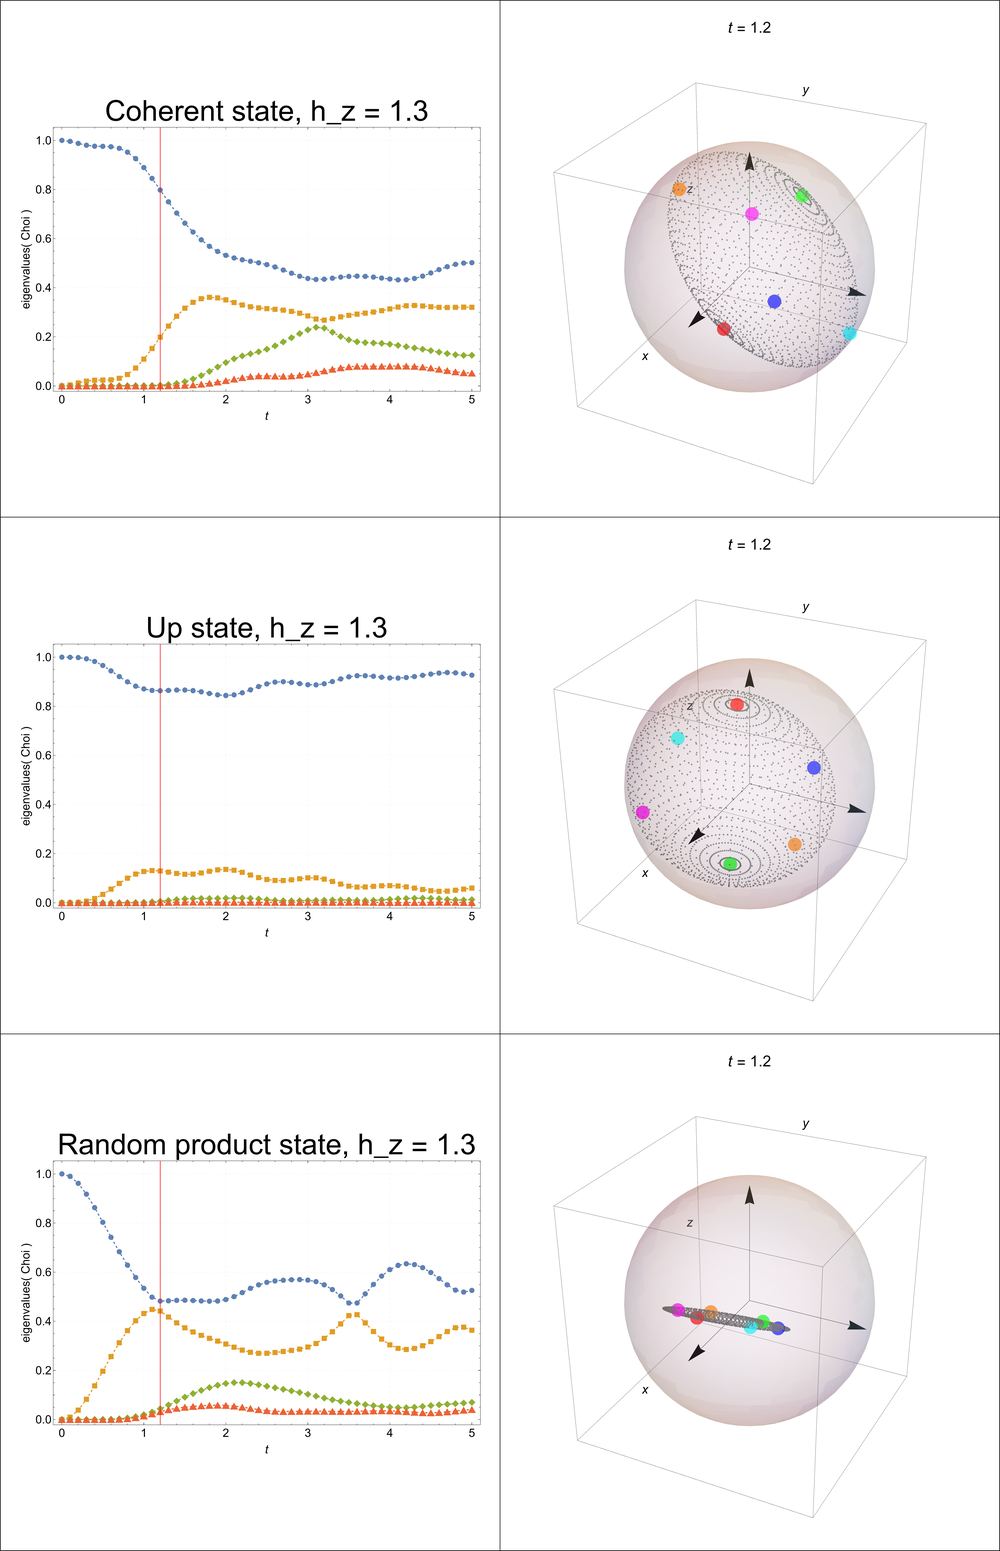 t = 1.2
y
Coherent state, h_z = 1.3
1.0
0.8
z
0.6
eigenvalues( Choi )
0.4
0.2
x
0.0
0 1 2 3 4 5
t
t = 1.2
y
Up state, h_z = 1.3
1.0
0.8
z
0.6
eigenvalues( Choi )
0.4
0.2
x
0.0
0 1 2 3 4 5
t
t = 1.2
y
Random product state, h_z = 1.3
1.0
0.8
z
0.6
eigenvalues( Choi )
0.4
0.2
x
0.0
0 1 2 3 4 5
t